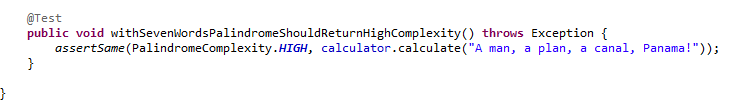 @Test
public void withSevenWordsPalindromeShouldReturnHighComplexity() throws Exception {
assertSame(PalindromeComplexity.HIGH, calculator.calculate("A man, a plan, a canal, Panama!"));
}
}